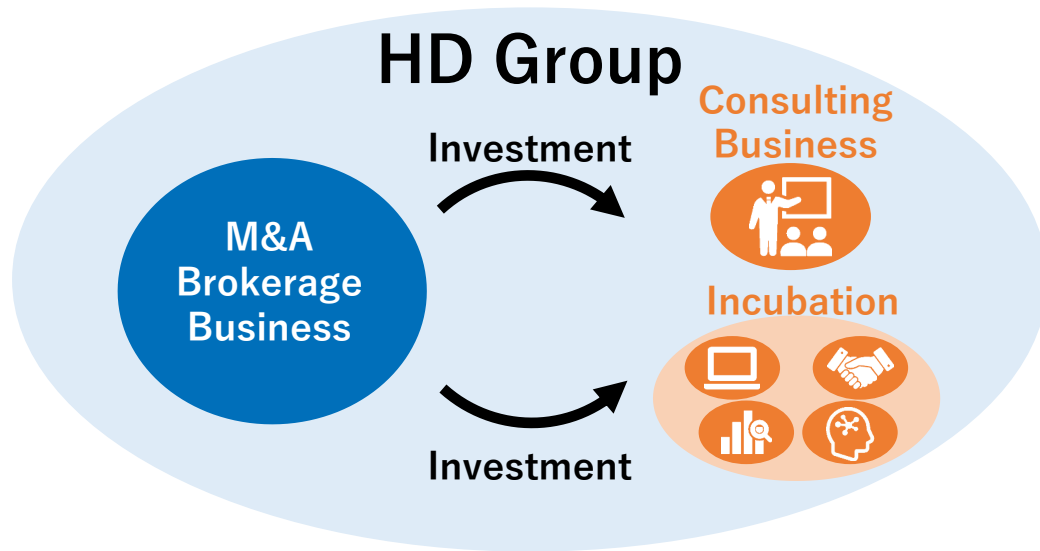 HD Group
Investment
Consulting
Business
M&A
Brokerage
Business
Incubation
Investment